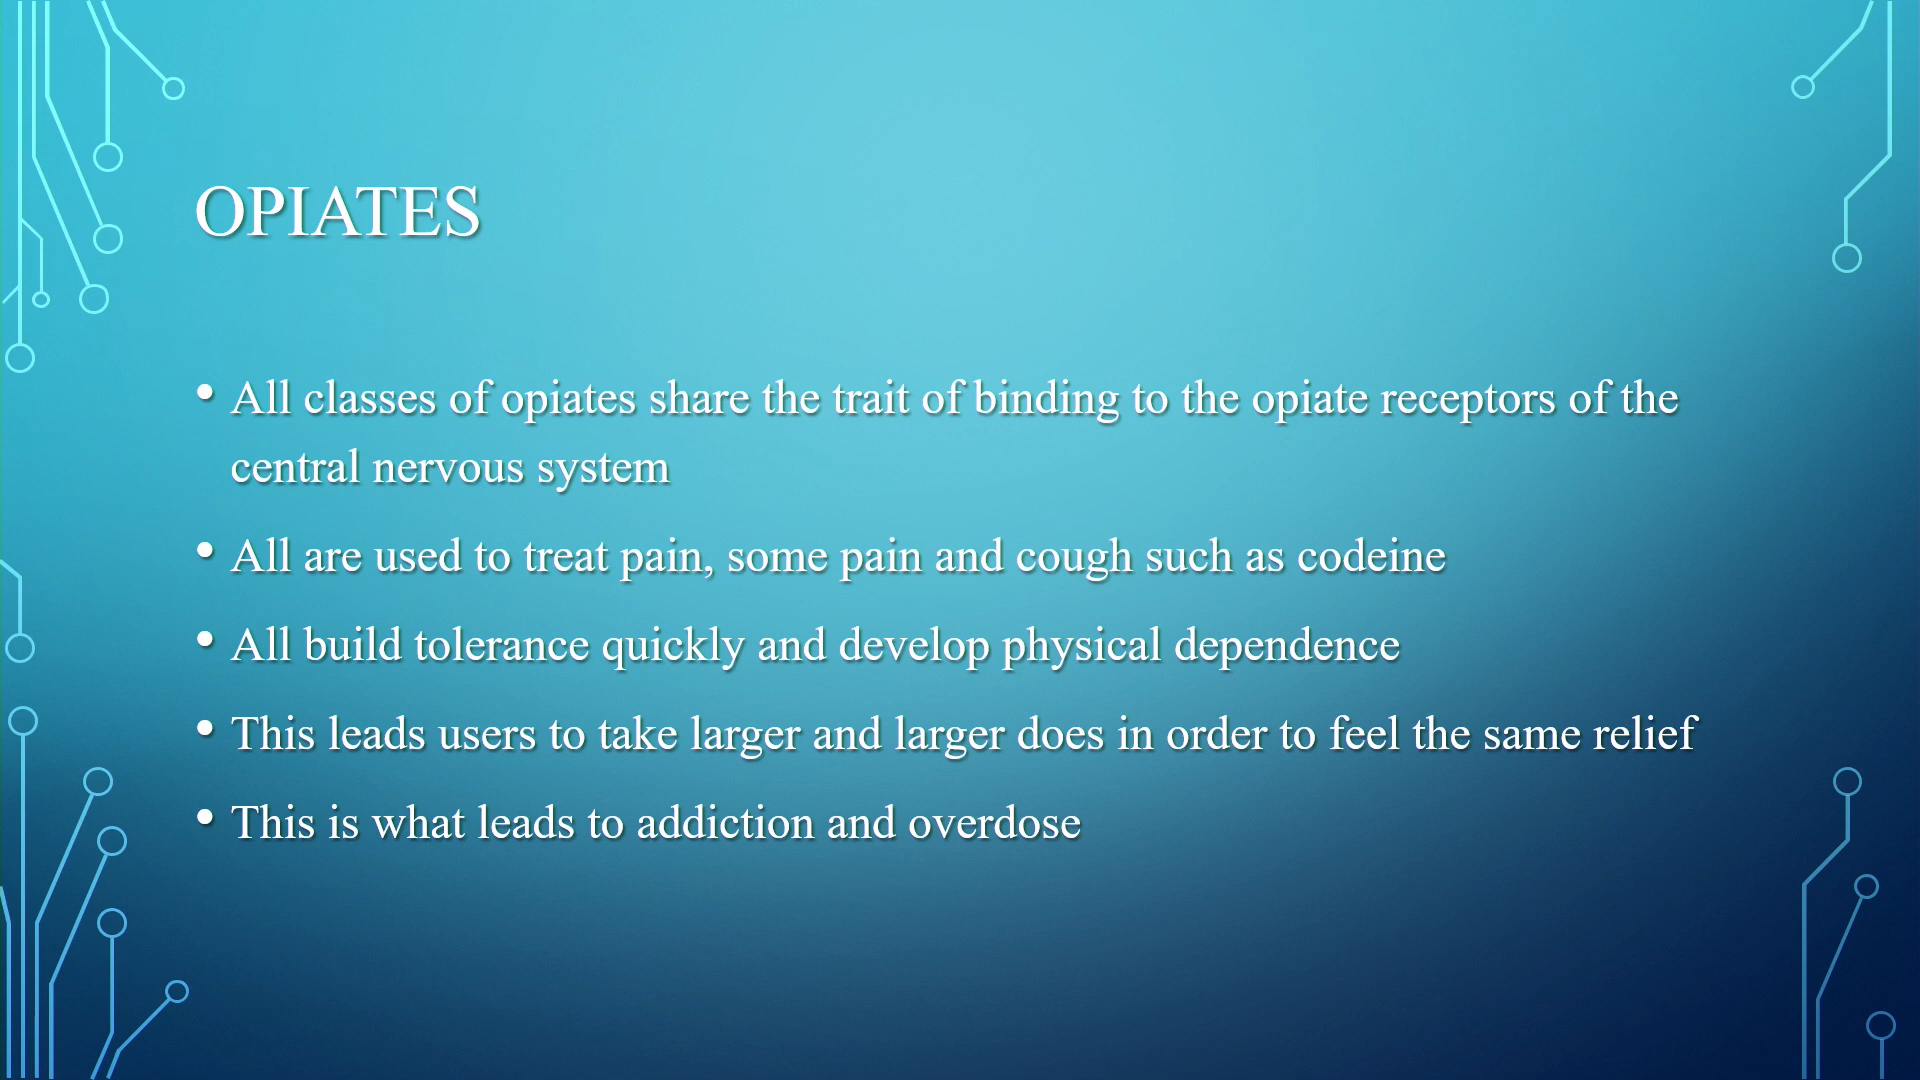 OPIATES
• All classes of opiates share the trait of binding to the opiate receptors of the
central nervous system
• All are used to treat pain, some pain and cough such as codeine
• All build tolerance quickly and develop physical dependence
• This leads users to take larger and larger does in order to feel the same relief
• This is what leads to addiction and overdose